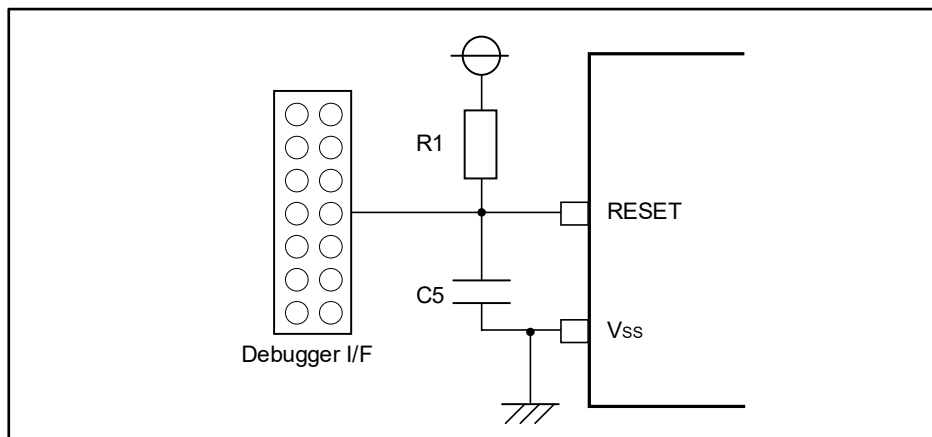 R1
RESET
C5
Vss
Debugger I/F